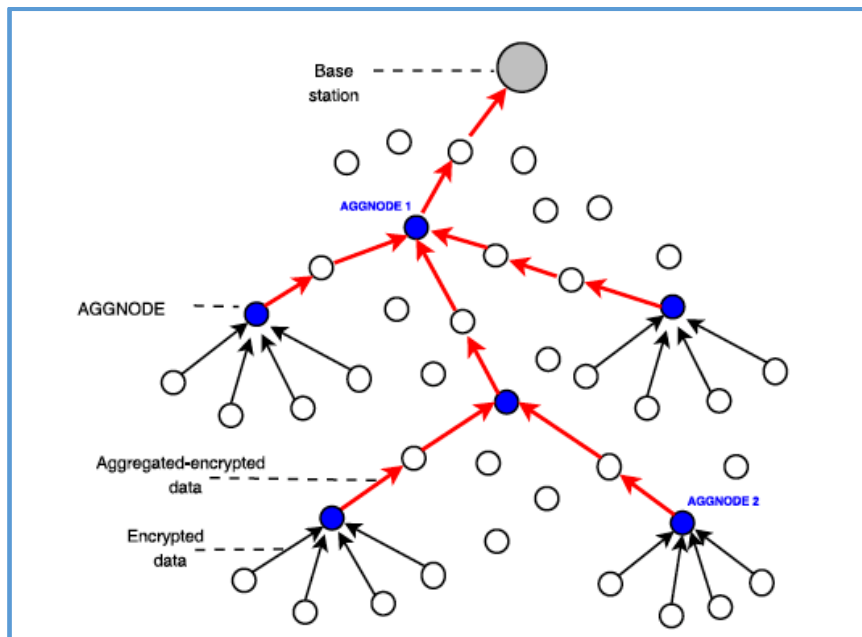 Base
station
AGGNODE 1
AGGNODE
Aggregated-encrypted
data
AGGNODE 2
Encrypted
data